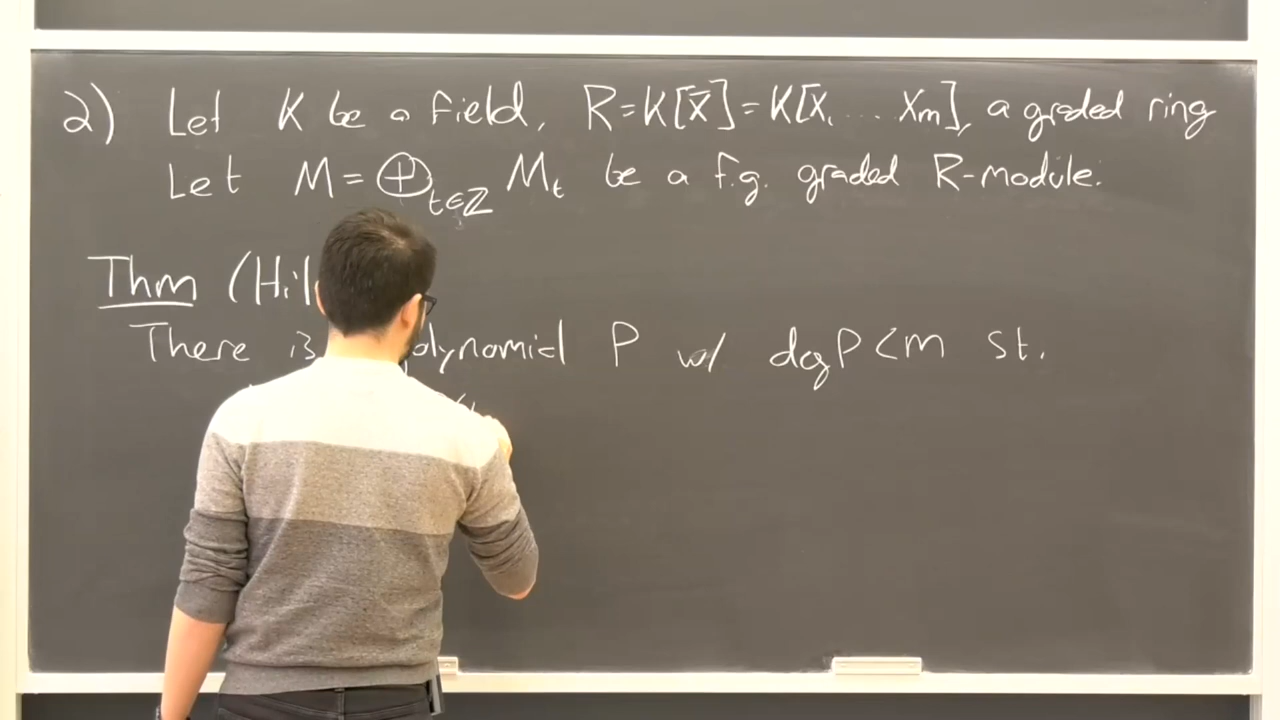 2) Let K be a field, R=K[x̄]=K[x, ... xm], a graded ring
Let M=⊕t∈Z Mt be a f.g. graded R-module.
Thm (Hil
There is polynomial P w/ deg P<m st.